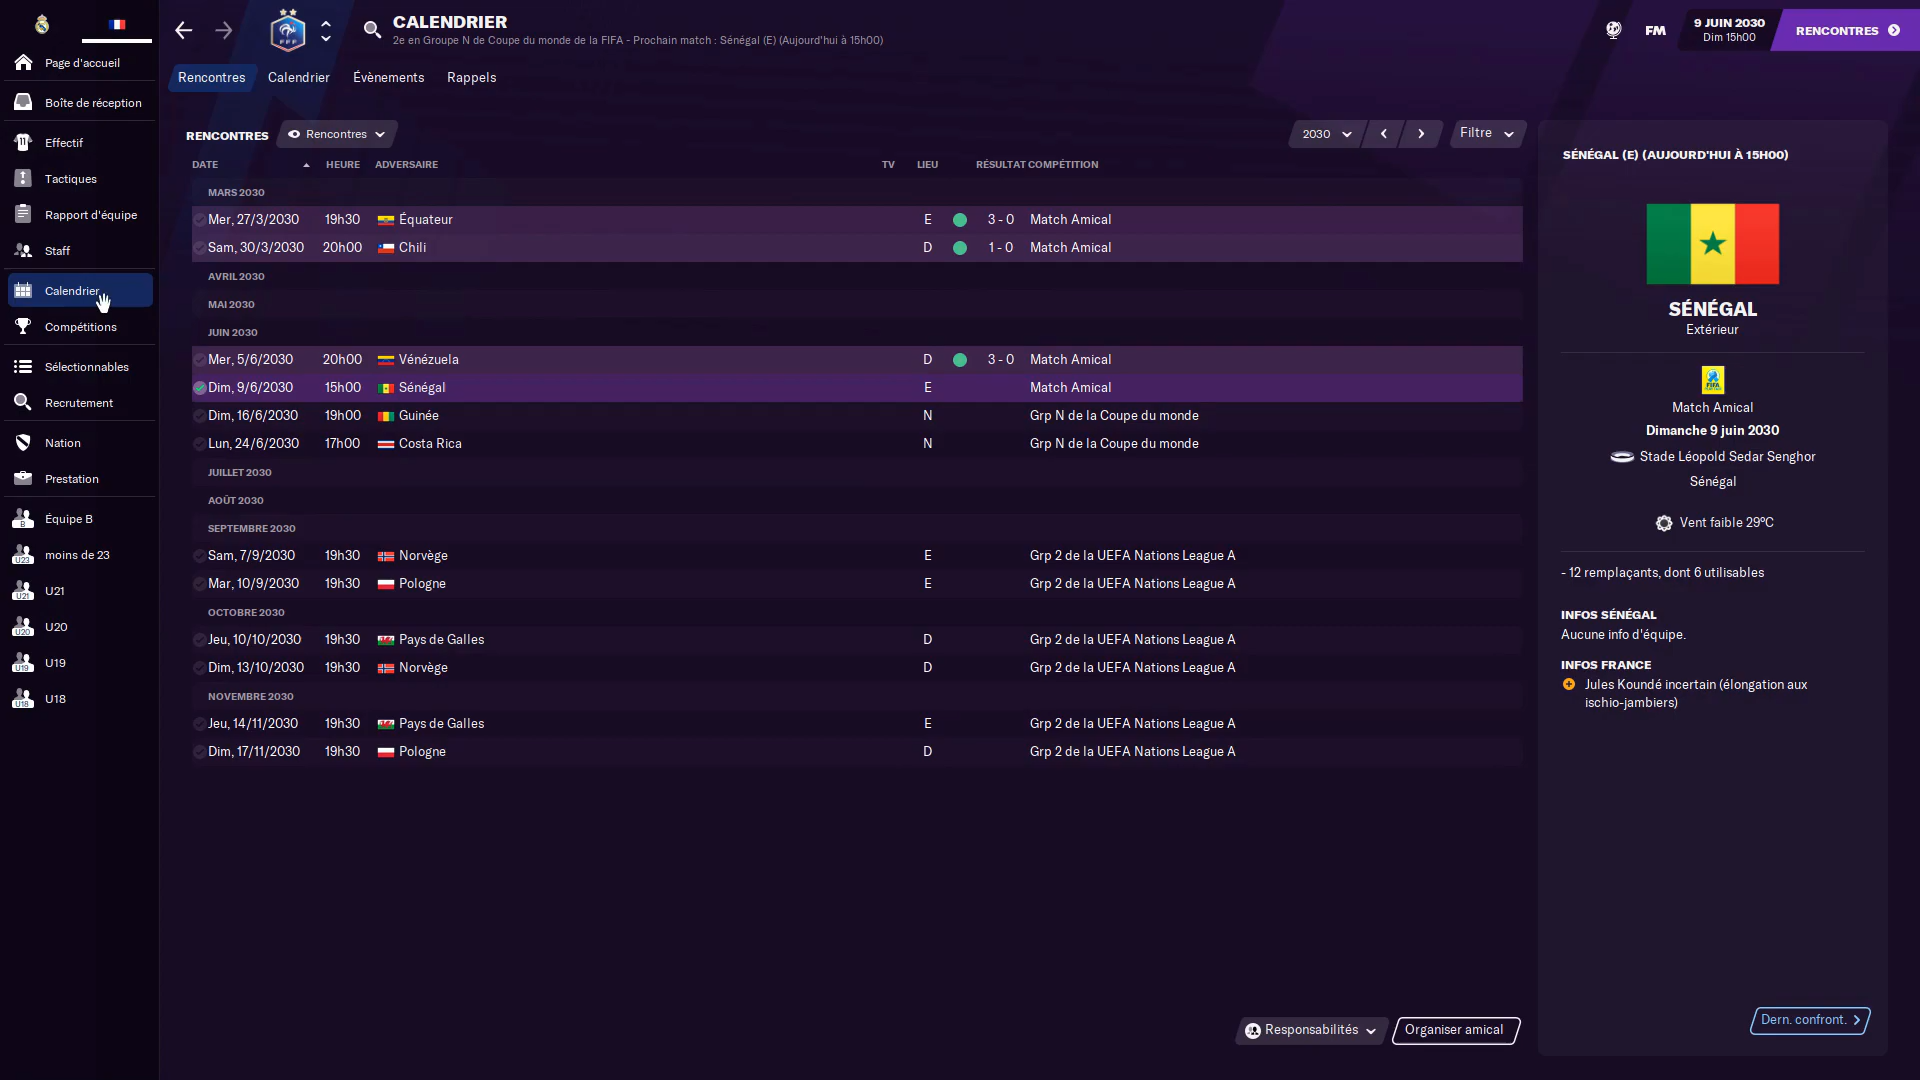 CALENDRIER
2e en Groupe N de Coupe du monde de la FIFA - Prochain match : Sénégal (E) (Aujourd'hui à 15h00)
FM
9 JUIN 2030
Dim 15h00
RENCONTRES
Page d'accueil
Boîte de réception
Effectif
Tactiques
Rapport d'équipe
Staff
Calendrier
Compétitions
Sélectionnables
Recrutement
Nation
Prestation
B Équipe B
U23 moins de 23
U21 U21
U20 U20
U19 U19
U18 U18
Rencontres Calendrier Évènements Rappels
RENCONTRES Rencontres 2030 Filtre
DATE HEURE ADVERSAIRE TV LIEU RÉSULTAT COMPÉTITION
MARS 2030
Mer, 27/3/2030 19h30 Équateur E 3 - 0 Match Amical
Sam, 30/3/2030 20h00 Chili D 1 - 0 Match Amical
AVRIL 2030
MAI 2030
JUIN 2030
Mer, 5/6/2030 20h00 Vénézuela D 3 - 0 Match Amical
Dim, 9/6/2030 15h00 Sénégal E Match Amical
Dim, 16/6/2030 19h00 Guinée N Grp N de la Coupe du monde
Lun, 24/6/2030 17h00 Costa Rica N Grp N de la Coupe du monde
JUILLET 2030
AOÛT 2030
SEPTEMBRE 2030
Sam, 7/9/2030 19h30 Norvège E Grp 2 de la UEFA Nations League A
Mar, 10/9/2030 19h30 Pologne E Grp 2 de la UEFA Nations League A
OCTOBRE 2030
Jeu, 10/10/2030 19h30 Pays de Galles D Grp 2 de la UEFA Nations League A
Dim, 13/10/2030 19h30 Norvège D Grp 2 de la UEFA Nations League A
NOVEMBRE 2030
Jeu, 14/11/2030 19h30 Pays de Galles E Grp 2 de la UEFA Nations League A
Dim, 17/11/2030 19h30 Pologne D Grp 2 de la UEFA Nations League A
Responsabilités Organiser amical
SÉNÉGAL (E) (AUJOURD'HUI À 15H00)
SÉNÉGAL
Extérieur
FIFA
Match Amical
Dimanche 9 juin 2030
Stade Léopold Sedar Senghor
Sénégal
Vent faible 29ºC
- 12 remplaçants, dont 6 utilisables
INFOS SÉNÉGAL
Aucune info d'équipe.
INFOS FRANCE
Jules Koundé incertain (élongation aux
ischio-jambiers)
Dern. confront.